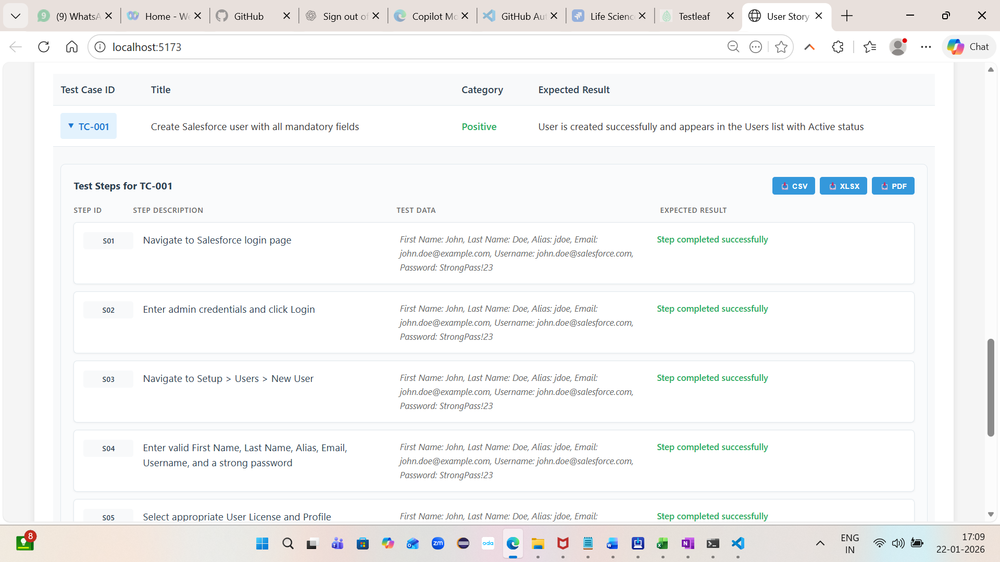 9
(9) WhatsA
Home - We
GitHub
Sign out of
Copilot Mo
GitHub Aut
Life Scienc
Testleaf
User Story
localhost:5173
Chat
Test Case ID Title Category Expected Result
▼ TC-001 Create Salesforce user with all mandatory fields Positive User is created successfully and appears in the Users list with Active status
Test Steps for TC-001
CSV XLSX PDF
STEP ID STEP DESCRIPTION TEST DATA EXPECTED RESULT
S01 Navigate to Salesforce login page First Name: John, Last Name: Doe, Alias: jdoe, Email: Step completed successfully
john.doe@example.com, Username: john.doe@salesforce.com,
Password: StrongPass!23
S02 Enter admin credentials and click Login First Name: John, Last Name: Doe, Alias: jdoe, Email: Step completed successfully
john.doe@example.com, Username: john.doe@salesforce.com,
Password: StrongPass!23
S03 Navigate to Setup > Users > New User First Name: John, Last Name: Doe, Alias: jdoe, Email: Step completed successfully
john.doe@example.com, Username: john.doe@salesforce.com,
Password: StrongPass!23
S04 Enter valid First Name, Last Name, Alias, Email, First Name: John, Last Name: Doe, Alias: jdoe, Email: Step completed successfully
Username, and a strong password john.doe@example.com, Username: john.doe@salesforce.com,
Password: StrongPass!23
S05 Select appropriate User License and Profile First Name: John, Last Name: Doe, Alias: jdoe, Email: Step completed successfully
8
zm
oda
ENG
IN
17:09
22-01-2026